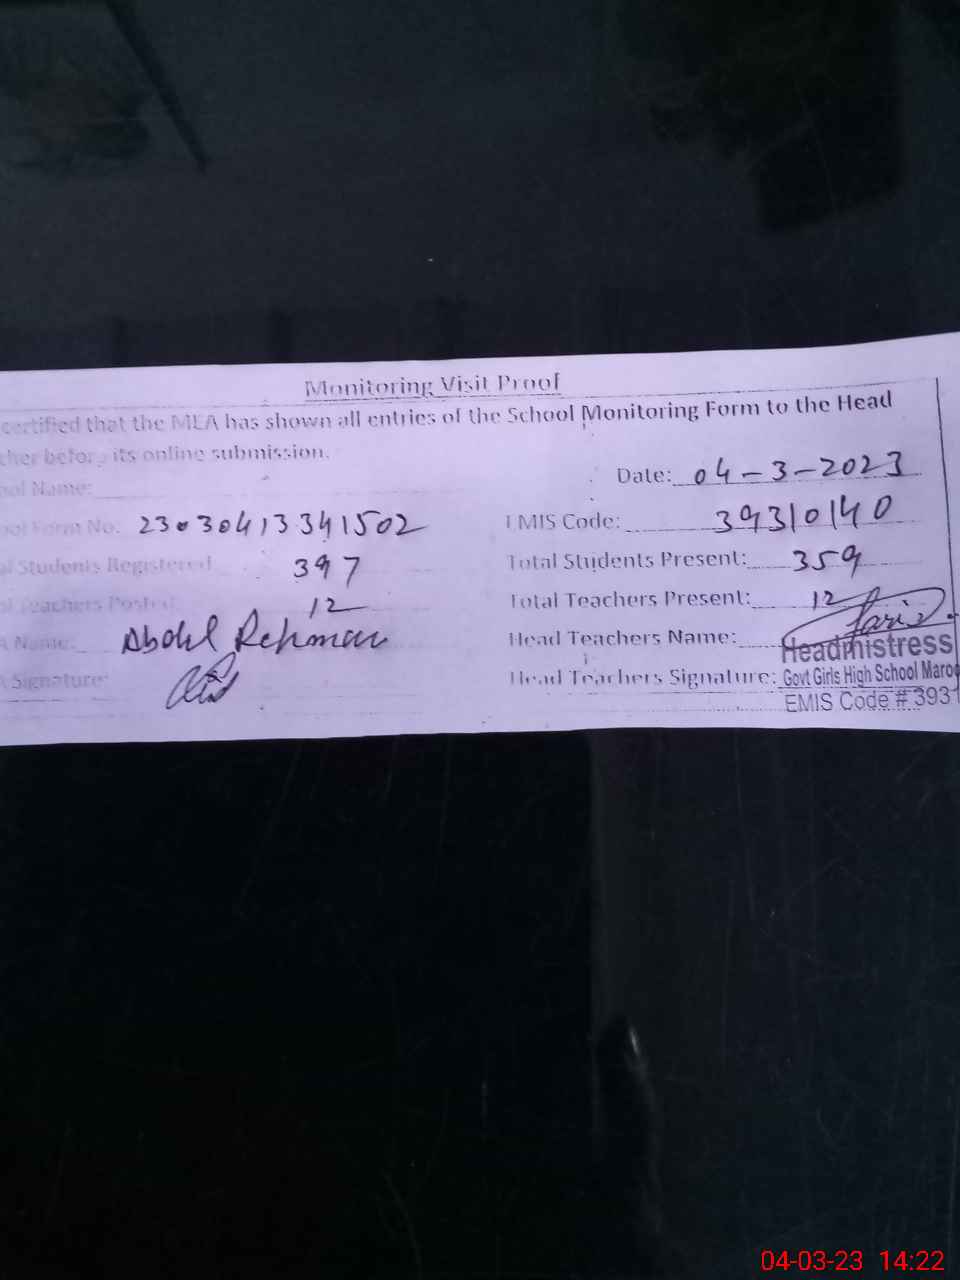 Monitoring Visit Proof
certified that the MEA has shown all entries of the School Monitoring Form to the Head
cher before its online submission.
ool Name:
Date: 04-3-2023
ool Form No: 23030413341502
EMIS Code: 39310140
al Students Registered 397
Total Students Present: 359
al Teachers Posted 12
Total Teachers Present: 12
A Name: Abdul Rehman
Head Teachers Name:
Headmistress
A Signature:
Head Teachers Signature: Govt Girls High School Maro
EMIS Code # 393
04-03-23 14:22